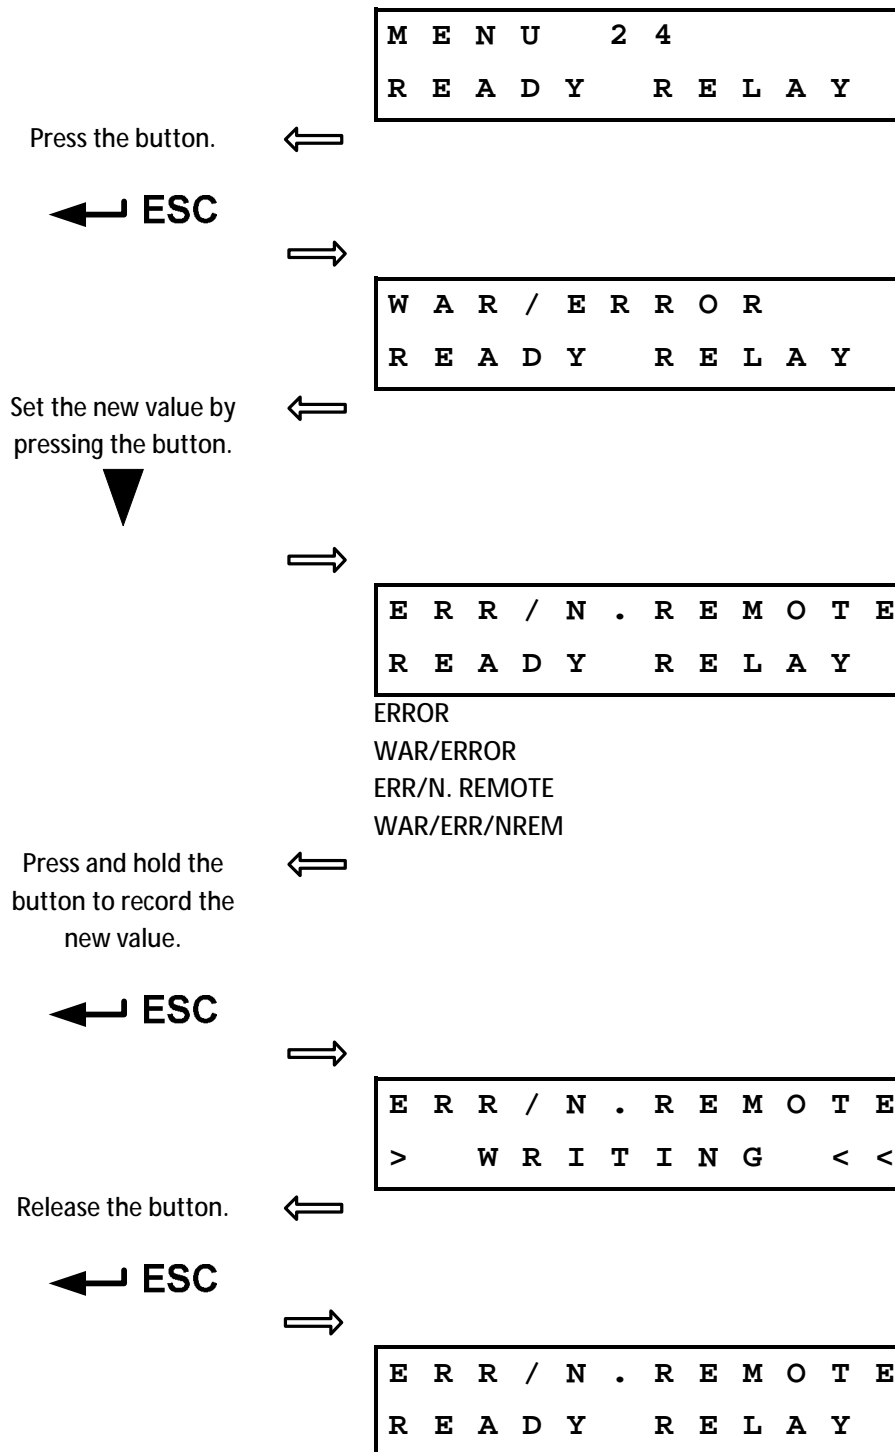 MENU 24
READY RELAY
Press the button.
ESC
WAR/ERROR
READY RELAY
Set the new value by
pressing the button.
ERR/N.REMOTE
READY RELAY
ERROR
WAR/ERROR
ERR/N. REMOTE
WAR/ERR/NREM
Press and hold the
button to record the
new value.
ESC
ERR/N.REMOTE
> WRITING <<
Release the button.
ESC
ERR/N.REMOTE
READY RELAY